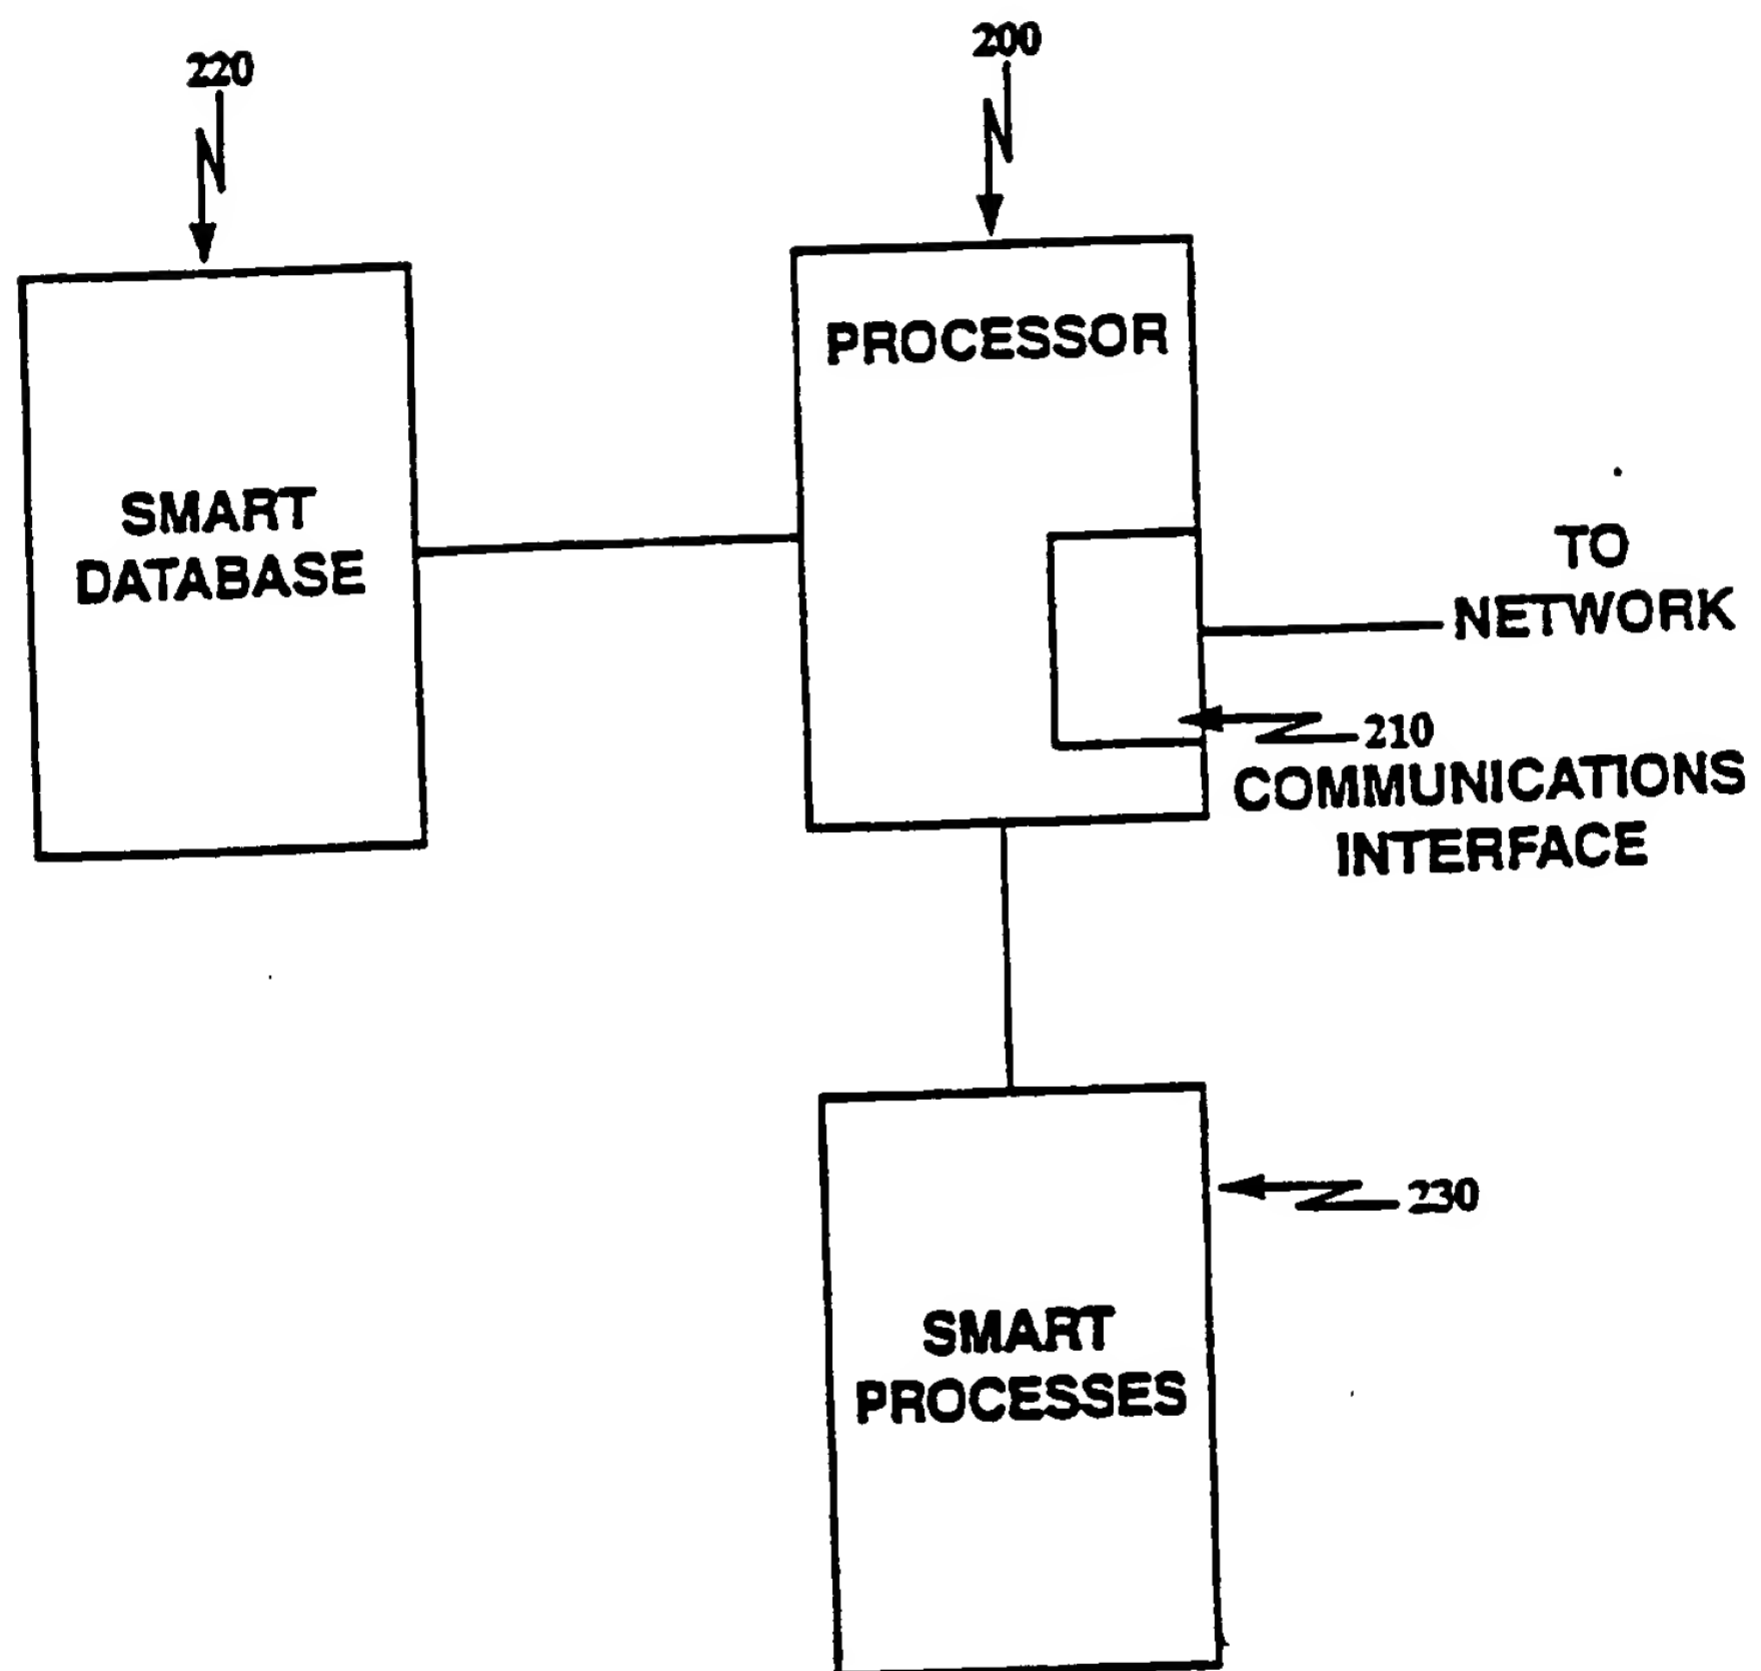 220
200
PROCESSOR
SMART
DATABASE
TO
NETWORK
210
COMMUNICATIONS
INTERFACE
230
SMART
PROCESSES